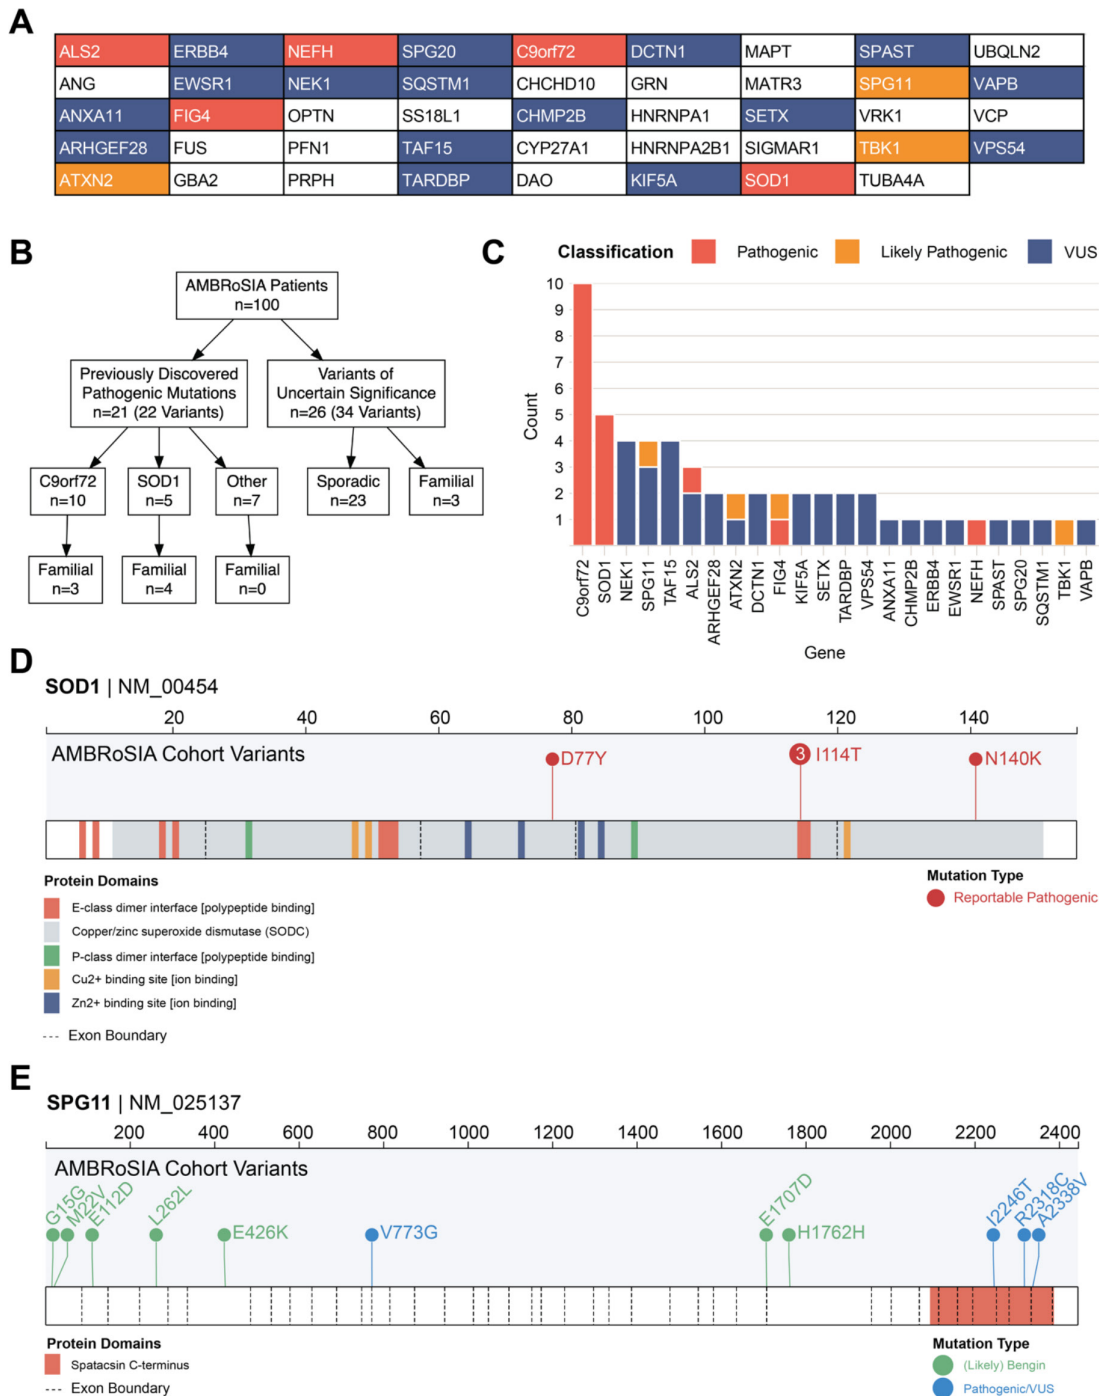 A
ALS2 ERBB4 NEFH SPG20 C9orf72 DCTN1 MAPT SPAST UBQLN2
ANG EWSR1 NEK1 SQSTM1 CHCHD10 GRN MATR3 SPG11 VAPB
ANXA11 FIG4 OPTN SS18L1 CHMP2B HNRNPA1 SETX VRK1 VCP
ARHGEF28 FUS PFN1 TAF15 CYP27A1 HNRNPA2B1 SIGMAR1 TBK1 VPS54
ATXN2 GBA2 PRPH TARDBP DAO KIF5A SOD1 TUBA4A
B
AMBRoSIA Patients
n=100
Previously Discovered
Pathogenic Mutations
n=21 (22 Variants)
Variants of
Uncertain Significance
n=26 (34 Variants)
C9orf72
n=10
SOD1
n=5
Other
n=7
Sporadic
n=23
Familial
n=3
Familial
n=3
Familial
n=4
Familial
n=0
C
Classification Pathogenic Likely Pathogenic VUS
Count
10
9
8
7
6
5
4
3
2
1
C9orf72
SOD1
NEK1
SPG11
TAF15
ALS2
ARHGEF28
ATXN2
DCTN1
FIG4
KIF5A
SETX
TARDBP
VPS54
ANXA11
CHMP2B
ERBB4
EWSR1
NEFH
SPAST
SPG20
SQSTM1
TBK1
VAPB
Gene
D
SOD1 | NM_00454
20 40 60 80 100 120 140
AMBRoSIA Cohort Variants
D77Y
3 I114T
N140K
Protein Domains
E-class dimer interface [polypeptide binding]
Copper/zinc superoxide dismutase (SODC)
P-class dimer interface [polypeptide binding]
Cu2+ binding site [ion binding]
Zn2+ binding site [ion binding]
Exon Boundary
Mutation Type
Reportable Pathogenic
E
SPG11 | NM_025137
200 400 600 800 1000 1200 1400 1600 1800 2000 2200 2400
AMBRoSIA Cohort Variants
G15G
M22V
E112D
L262L
E426K
V773G
E1707D
H1762H
I2246T
R2318C
A2338V
Protein Domains
Spatacsin C-terminus
Exon Boundary
Mutation Type
(Likely) Bengin
Pathogenic/VUS